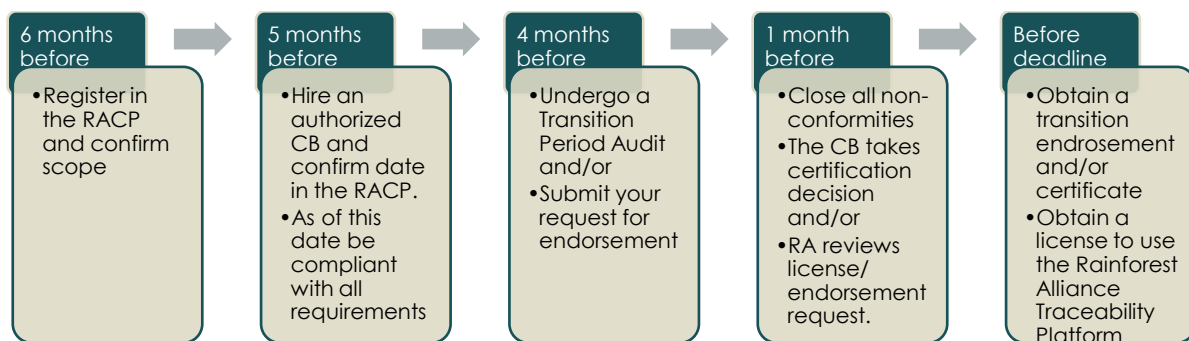 6 months
before
•Register in
the RACP
and confirm
scope
5 months
before
•Hire an
authorized
CB and
confirm date
in the RACP.
•As of this
date be
compliant
with all
requirements
4 months
before
•Undergo a
Transition
Period Audit
and/or
•Submit your
request for
endorsement
1 month
before
•Close all non-
conformities
•The CB takes
certification
decision
and/or
•RA reviews
license/
endorsement
request.
Before
deadline
•Obtain a
transition
endrosement
and/or
certificate
•Obtain a
license to use
the Rainforest
Alliance
Traceability
Platform